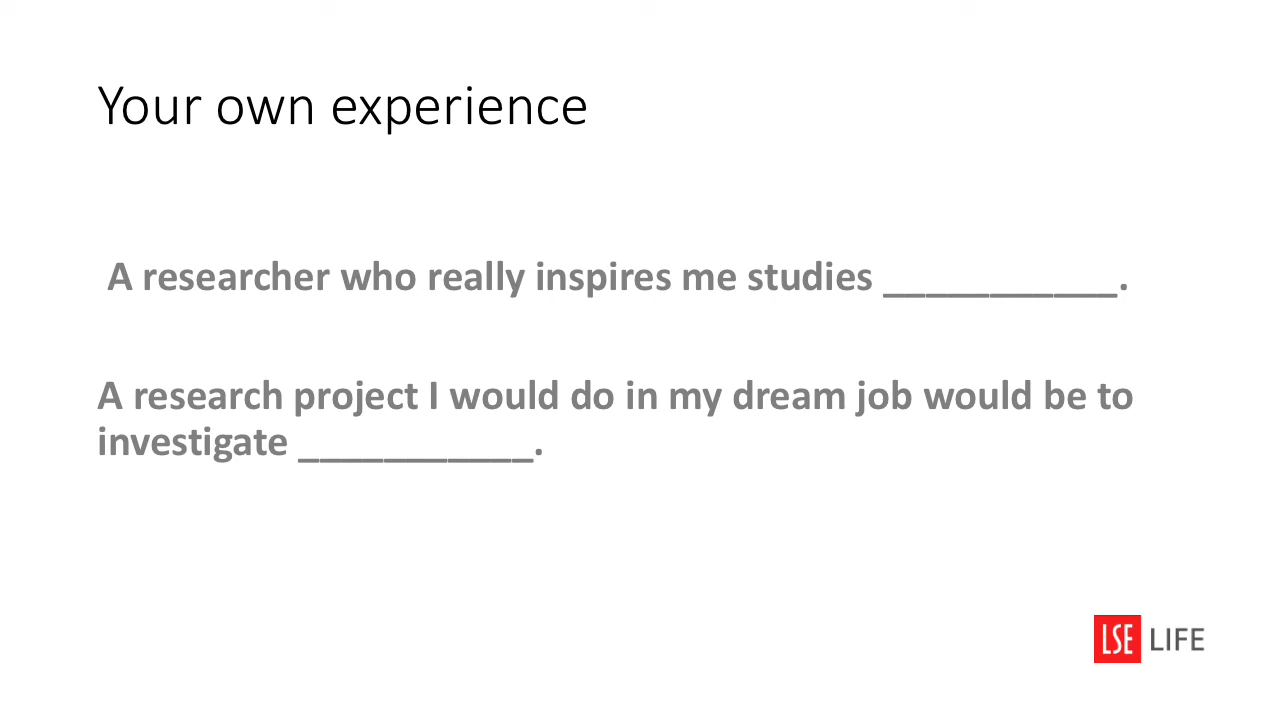 Your own experience
A researcher who really inspires me studies ___________.
A research project I would do in my dream job would be to
investigate ___________.
LSE LIFE